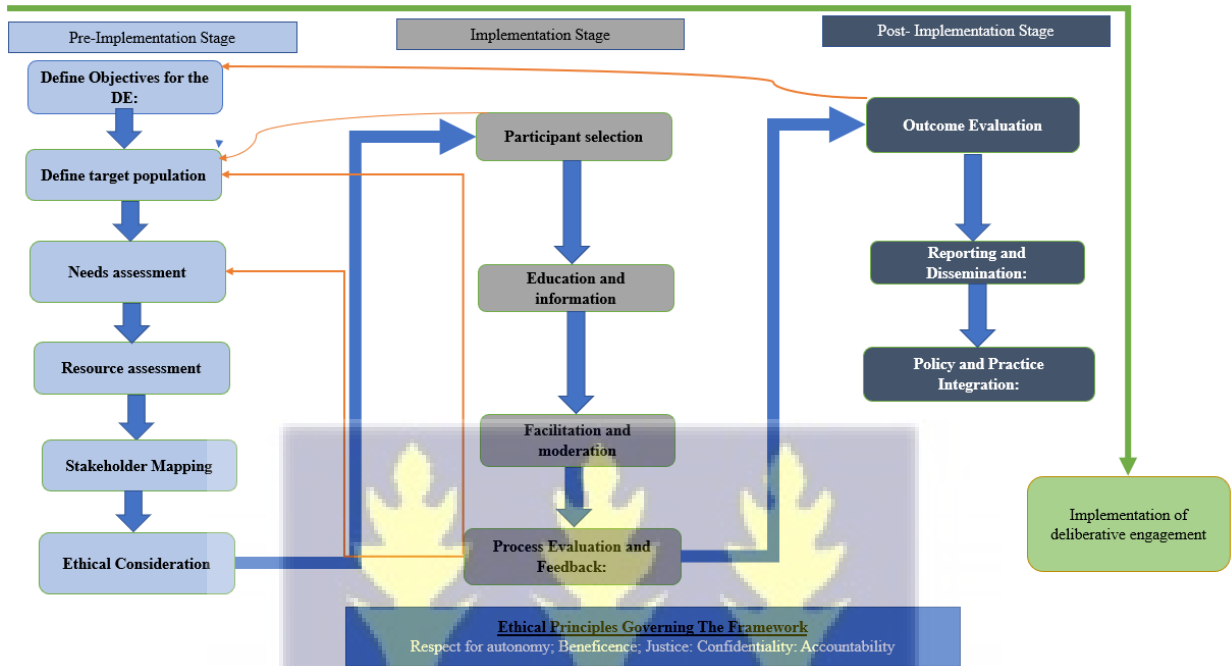 Pre-Implementation Stage
Define Objectives for the
DE:
Define target population
Needs assessment
Resource assessment
Stakeholder Mapping
Ethical Consideration
Implementation Stage
Participant selection
Education and
information
Facilitation and
moderation
Process Evaluation and
Feedback:
Post- Implementation Stage
Outcome Evaluation
Reporting and
Dissemination:
Policy and Practice
Integration:
Implementation of
deliberative engagement
Ethical Principles Governing The Framework
Respect for autonomy; Beneficence; Justice: Confidentiality: Accountability